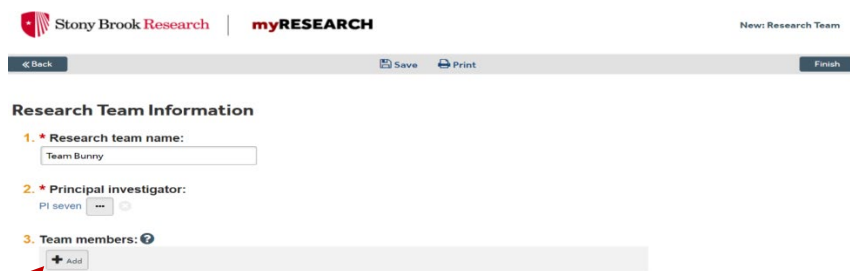 Stony Brook Research myRESEARCH New: Research Team
Back Save Print Finish
Research Team Information
1. * Research team name:
Team Bunny
2. * Principal investigator:
PI seven ...
3. Team members: ?
+ Add